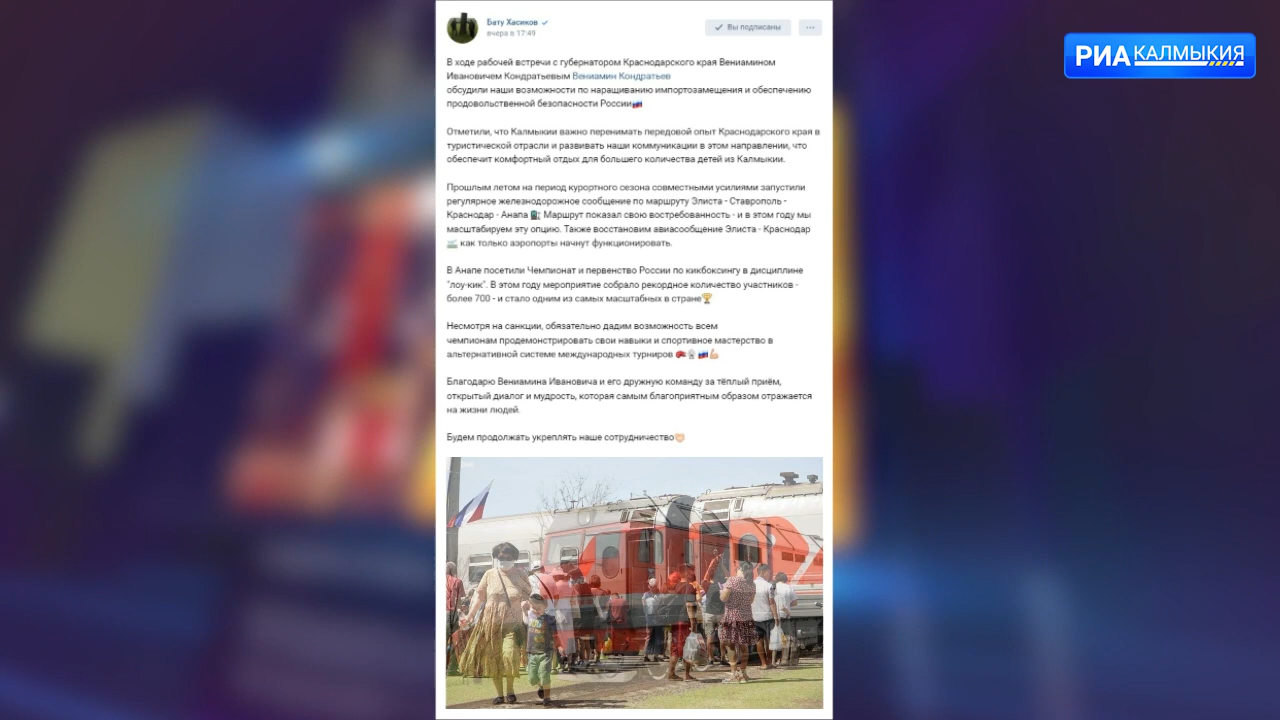 Бату Хасиков
вчера в 17:49
Вы подписаны
РИА КАЛМЫКИЯ
В ходе рабочей встречи с губернатором Краснодарского края Вениамином
Ивановичем Кондратьевым Вениамин Кондратьев
обсудили наши возможности по наращиванию импортозамещения и обеспечению
продовольственной безопасности России🇷🇺
Отметили, что Калмыкии важно перенимать передовой опыт Краснодарского края в
туристической отрасли и развивать наши коммуникации в этом направлении, что
обеспечит комфортный отдых для большего количества детей из Калмыкии.
Прошлым летом на период курортного сезона совместными усилиями запустили
регулярное железнодорожное сообщение по маршруту Элиста - Ставрополь -
Краснодар - Анапа 🚆 Маршрут показал свою востребованность - и в этом году мы
масштабируем эту опцию. Также восстановим авиасообщение Элиста - Краснодар
🛫 как только аэропорты начнут функционировать.
В Анапе посетили Чемпионат и первенство России по кикбоксингу в дисциплине
"лоу-кик". В этом году мероприятие собрало рекордное количество участников -
более 700 - и стало одним из самых масштабных в стране🏆
Несмотря на санкции, обязательно дадим возможность всем
чемпионам продемонстрировать свои навыки и спортивное мастерство в
альтернативной системе международных турниров 🥊🥋🇷🇺💪🏻
Благодарю Вениамина Ивановича и его дружную команду за тёплый приём,
открытый диалог и мудрость, которая самым благоприятным образом отражается
на жизни людей.
Будем продолжать укреплять наше сотрудничество👏🏻